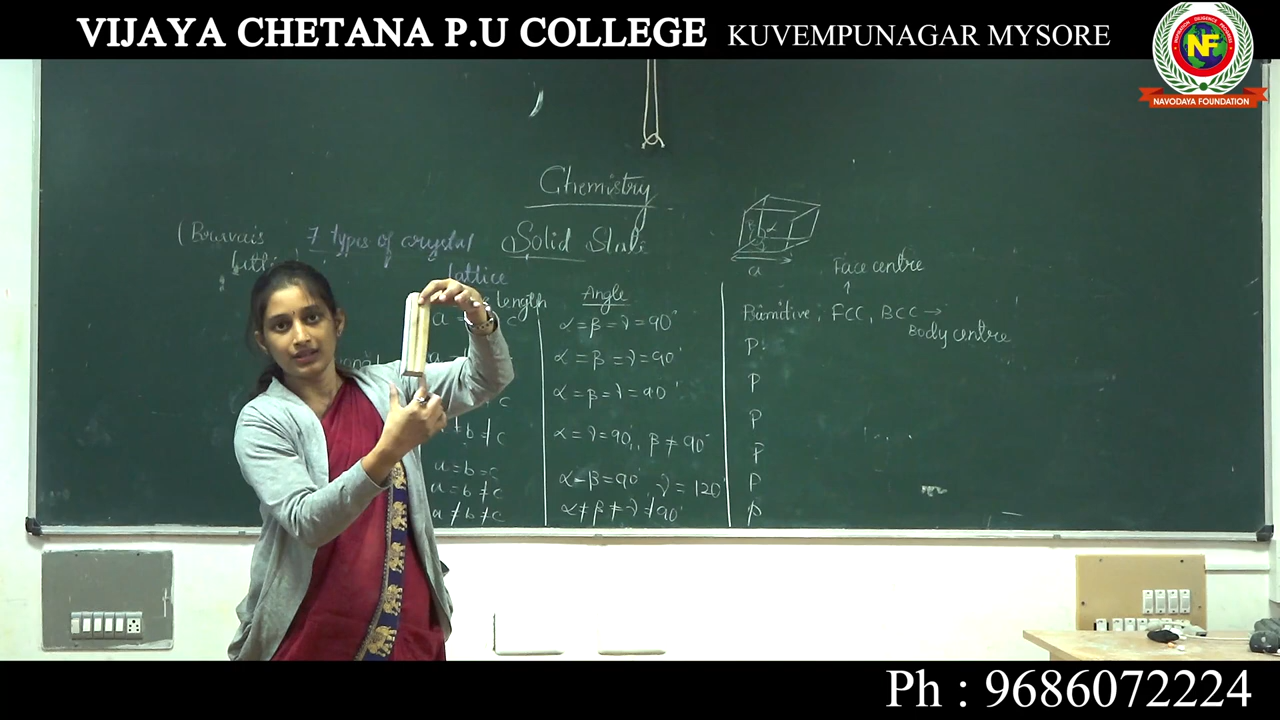 VIJAYA CHETANA P.U COLLEGE KUVEMPUNAGAR MYSORE
NF
NAVODAYA FOUNDATION
Chemistry
(Bravais 7 types of crystal Solid State
lattice
a
Face centre
length Angle
Primitive, FCC, BCC →
Body centre
α = β = γ = 90°
P
α = β = γ = 90°
P
c α = β = γ = 90°
P
≠ b ≠ c α = γ = 90°, β ≠ 90°
P
a = b = c
a = b ≠ c α = β = 90° γ = 120°
P
a ≠ b ≠ c α ≠ β ≠ γ ≠ 90°
P
Ph : 9686072224